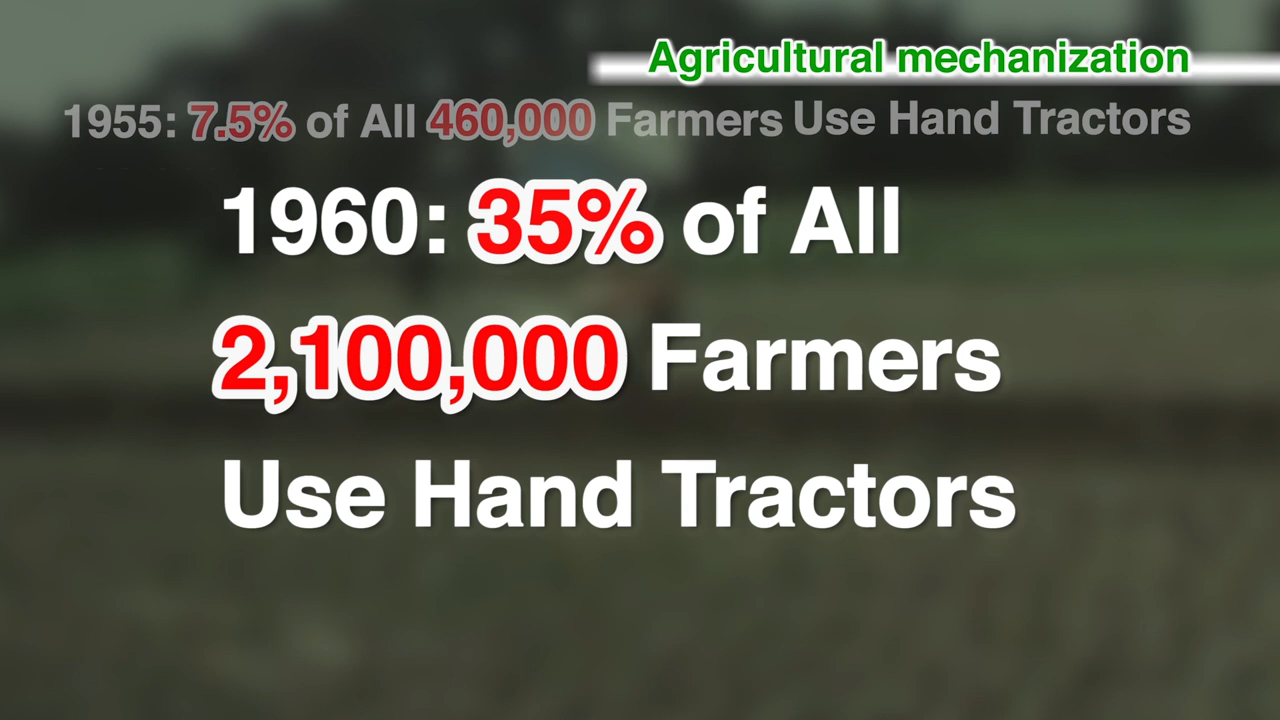 Agricultural mechanization
1955: 7.5% of All 460,000 Farmers Use Hand Tractors
1960: 35% of All
2,100,000 Farmers
Use Hand Tractors